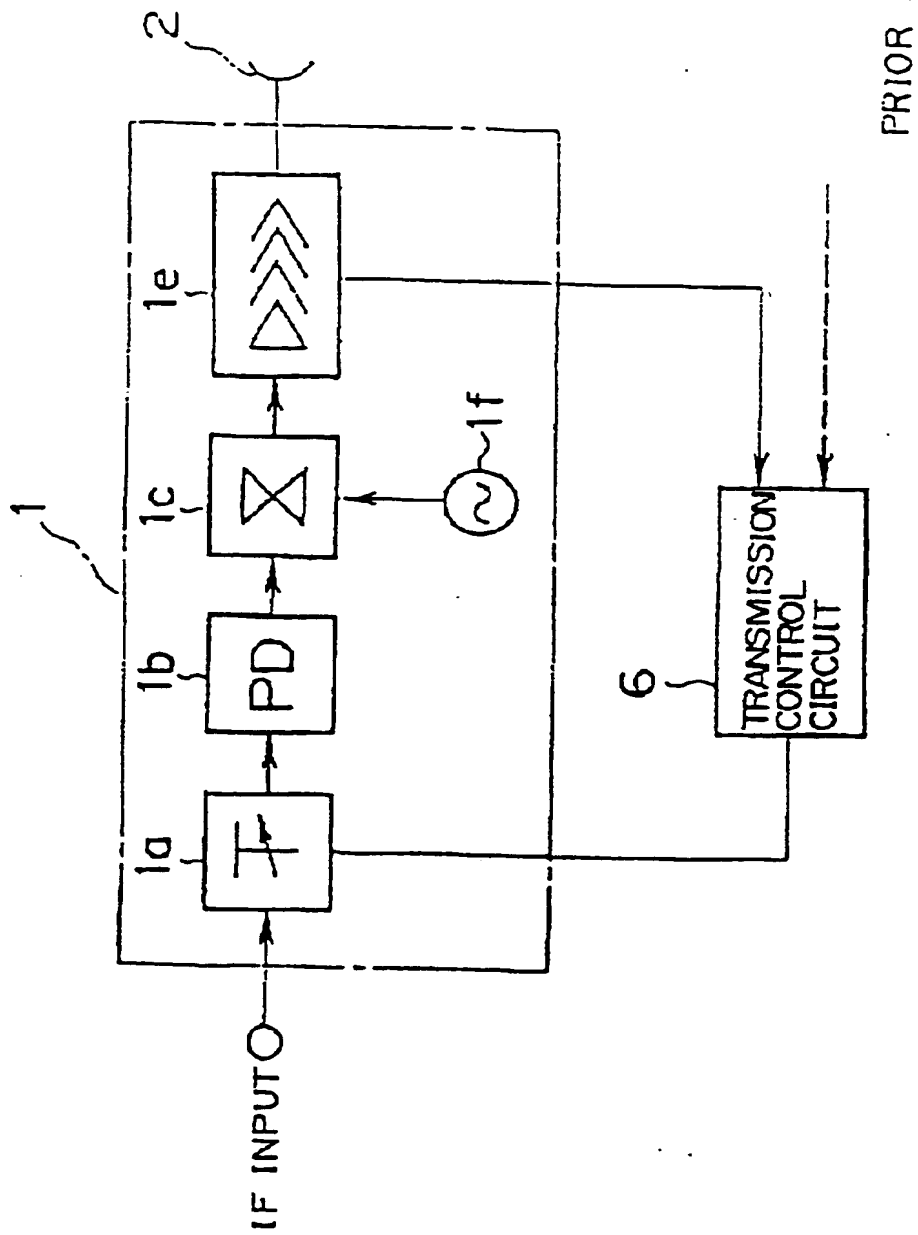 1
2
1a
1b
1c
1e
PD
1f
IF INPUT
6
TRANSMISSION
CONTROL
CIRCUIT
PRIOR